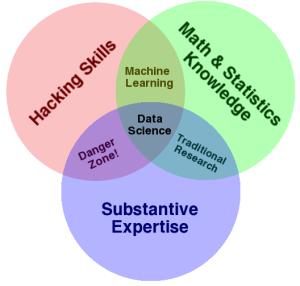 Hacking Skills
Math & Statistics
Knowledge
Machine
Learning
Data
Science
Danger
Zone!
Traditional
Research
Substantive
Expertise